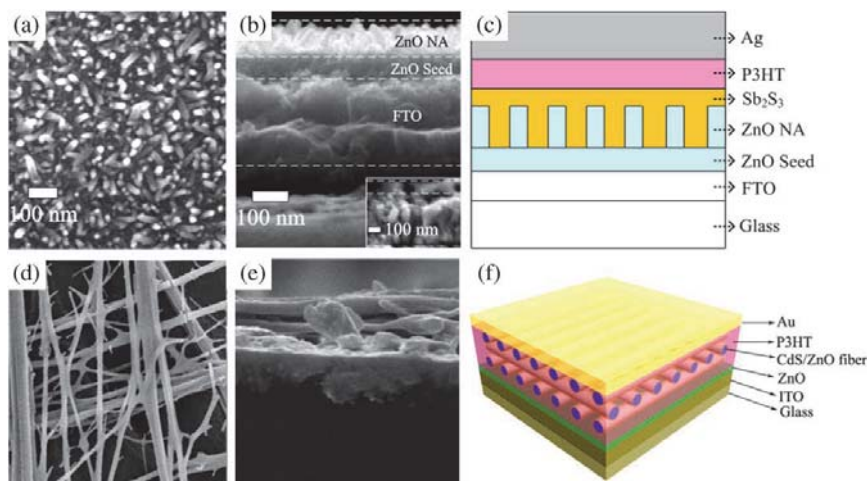 (a)
100 nm
(b)
ZnO NA
ZnO Seed
FTO
100 nm
100 nm
(c)
Ag
P3HT
Sb₂S₃
ZnO NA
ZnO Seed
FTO
Glass
(d)
(e)
(f)
Au
P3HT
CdS/ZnO fiber
ZnO
ITO
Glass